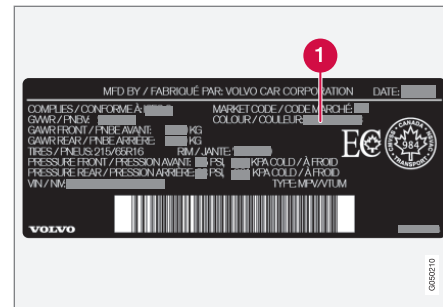 1
MFD BY / FABRIQUÉ PAR: VOLVO CAR CORPORATION DATE:
COMPLIES / CONFORME À: MARKET CODE / CODE MARCHÉ:
GVWR / PNBV: COLOUR / COULEUR:
GAWR FRONT / PNBE AVANT: KG
GAWR REAR / PNBE ARRIÈRE: KG
TIRES / PNEUS: 215/65R16 RIM / JANTE:
PRESSURE FRONT / PRESSION AVANT: PSI, KPA COLD / À FROID
PRESSURE REAR / PRESSION ARRIÈRE: PSI, KPA COLD / À FROID
VIN / NIV: TYPE: MPV/VTUM
EC
CANADA
984
TRANSPORT
VOLVO
G050210